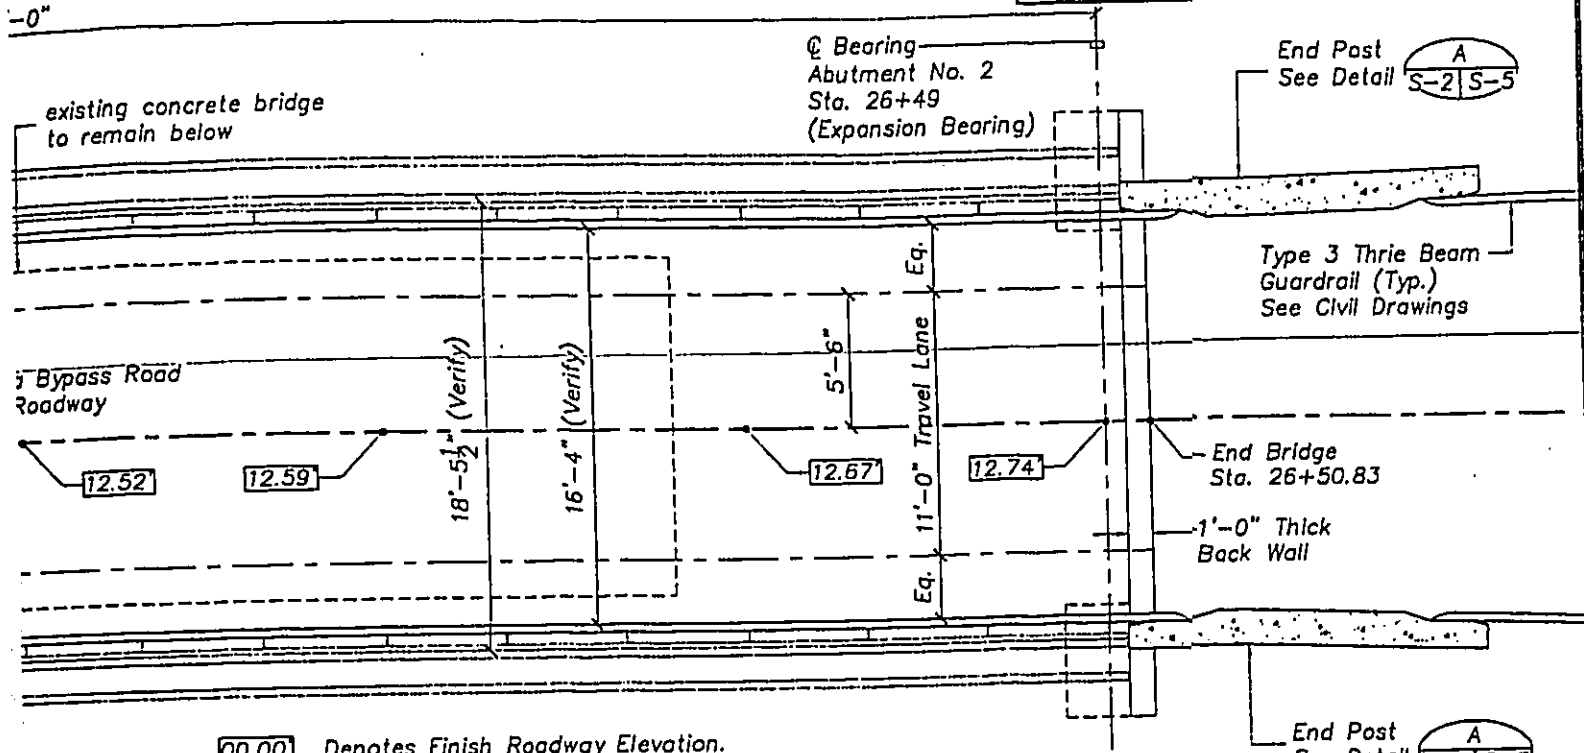 -0"
℄ Bearing
Abutment No. 2
Sta. 26+49
(Expansion Bearing)
End Post
See Detail
A
S-2 S-5
existing concrete bridge
to remain below
Type 3 Thrie Beam
Guardrail (Typ.)
See Civil Drawings
Bypass Road
Roadway
18'-5½" (Verify)
16'-4" (Verify)
5'-6"
Eq.
11'-0" Travel Lane
Eq.
12.52'
12.59'
12.67'
12.74'
End Bridge
Sta. 26+50.83
1'-0" Thick
Back Wall
00.00 Denotes Finish Roadway Elevation.
End Post
See Detail
A